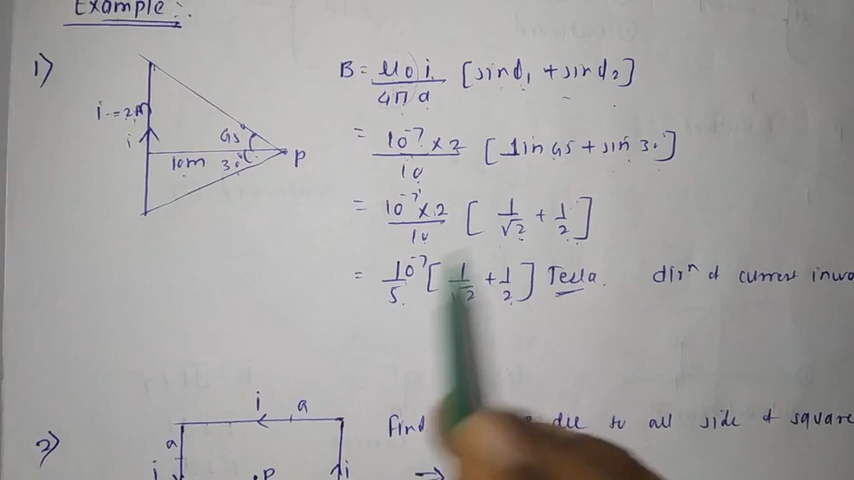 Example:.
1)
i = 2A
i
45
10m 30
P
B = μ0 i / 4π d [sin d1 + sin d2]
= 10^-7 × 2 / 10 [sin 45 + sin 30]
= 10^-7 × 2 / 10 [1/√2 + 1/2]
= 10^-7 / 5 [1/√2 + 1/2] Tesla. dirn of current inwa
2)
i a
a
i .P i
Find due to all side of square
→